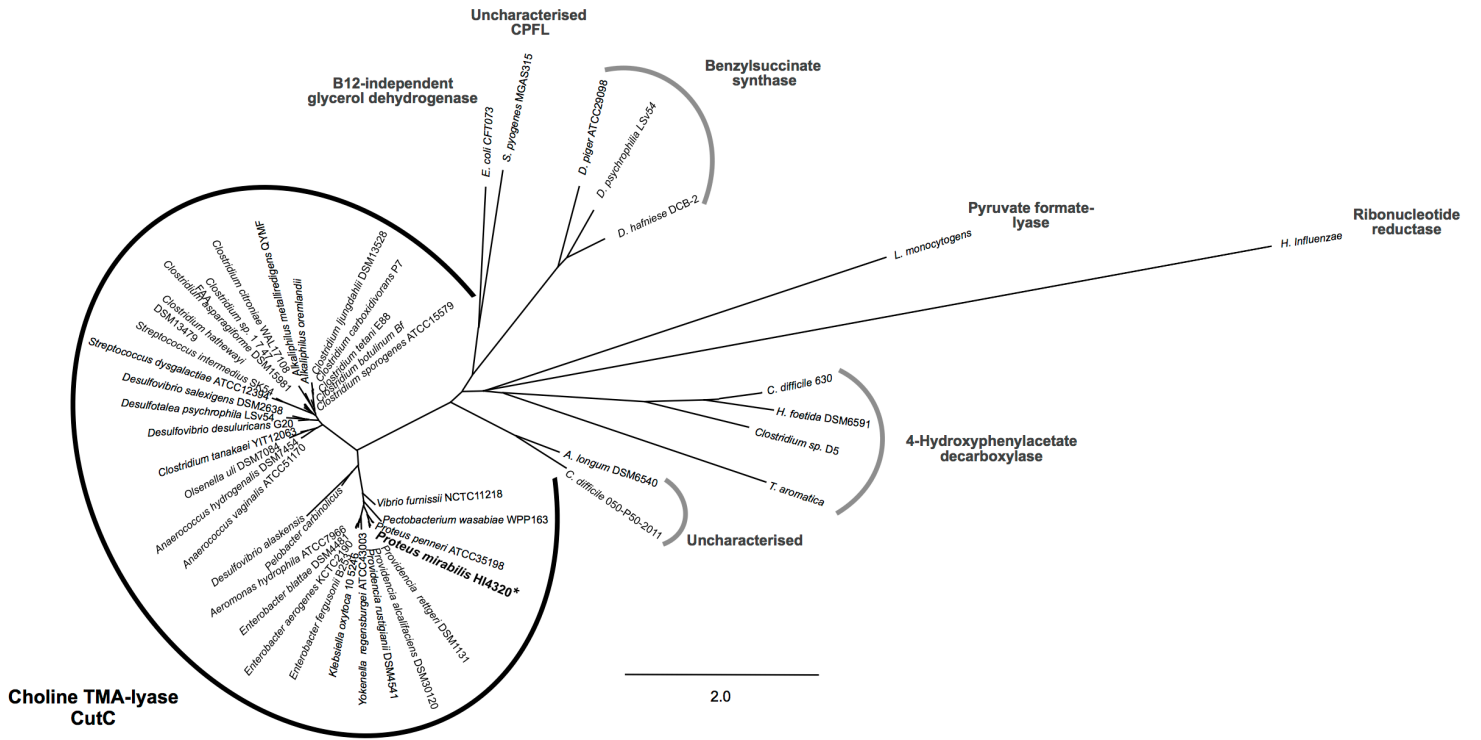 Uncharacterised
CPFL
B12-independent
glycerol dehydrogenase
Benzylsuccinate
synthase
E. coli CFT073
S. pyogenes MGAS315
D. piger ATCC29098
D. psychrophilia LSv54
D. hafniese DCB-2
Pyruvate formate-
lyase
Ribonucleotide
reductase
L. monocytogens
H. Influenzae
Clostridium citroniae WAL17108
Alkaliphilus metalliredigens QYMF
Alkaliphilus oremlandii
Clostridium ljungdahlii DSM13528
Clostridium carboxidivorans P7
Clostridium tetani E88
Clostridium botulinum Bf
Clostridium sporogenes ATCC15579
Clostridium sp. 1_7_47
FAA
Clostridium asparagiforme DSM15981
Clostridium hathewayi
DSM13479
Streptococcus intermedius SK54
Streptococcus dysgalactiae ATCC12394
Desulfovibrio salexigens DSM2638
Desulfotalea psychrophila LSv54
Desulfovibrio desuluricans G20
Clostridium tanakaei YIT12063
Olsenella uli DSM7084
Anaerococcus hydrogenalis DSM7454
Anaerococcus vaginalis ATCC51170
Desulfovibrio alaskensis
Pelobacter carbinolicus
Aeromonas hydrophila ATCC7966
Enterobacter blattae DSM4481
Enterobacter aerogenes KCTC2190
Enterobacter fergusonii B253
Klebsiella oxytoca 10_5246
Yokenella regensburgei ATCC43003
Providencia rustigianii DSM4541
Providencia alcalifaciens DSM30120
Providencia rettgeri DSM1131
Proteus mirabilis HI4320*
Proteus penneri ATCC35198
Pectobacterium wasabiae WPP163
Vibrio furnissii NCTC11218
C. difficile 630
H. foetida DSM6591
Clostridium sp. D5
T. aromatica
4-Hydroxyphenylacetate
decarboxylase
A. longum DSM6540
C. difficile 050-P50-2011
Uncharacterised
Choline TMA-lyase
CutC
2.0